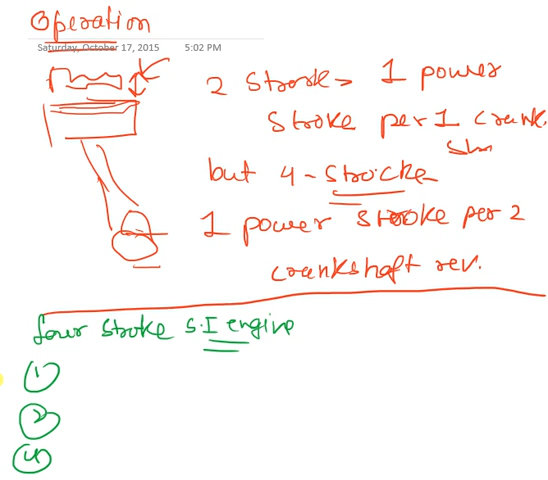 Operation
Saturday, October 17, 2015 5:02 PM
2 Stroke > 1 power
Stroke per 1 crank
but 4-Strocke
1 power Stroke per 2
crankshaft rev.
four stroke S.I engine
1
2
4